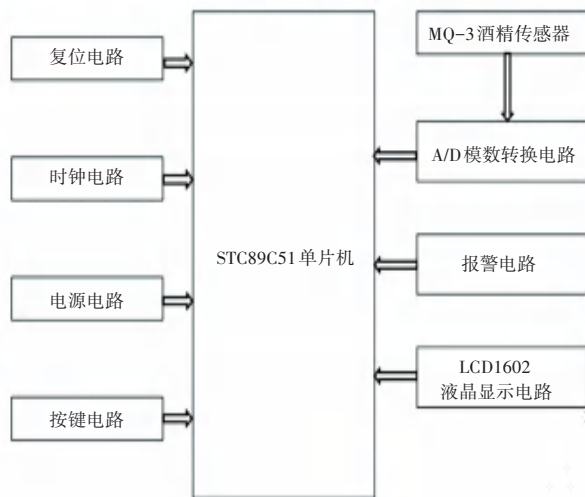 复位电路
时钟电路
电源电路
按键电路
STC89C51单片机
MQ-3酒精传感器
A/D模数转换电路
报警电路
LCD1602
液晶显示电路